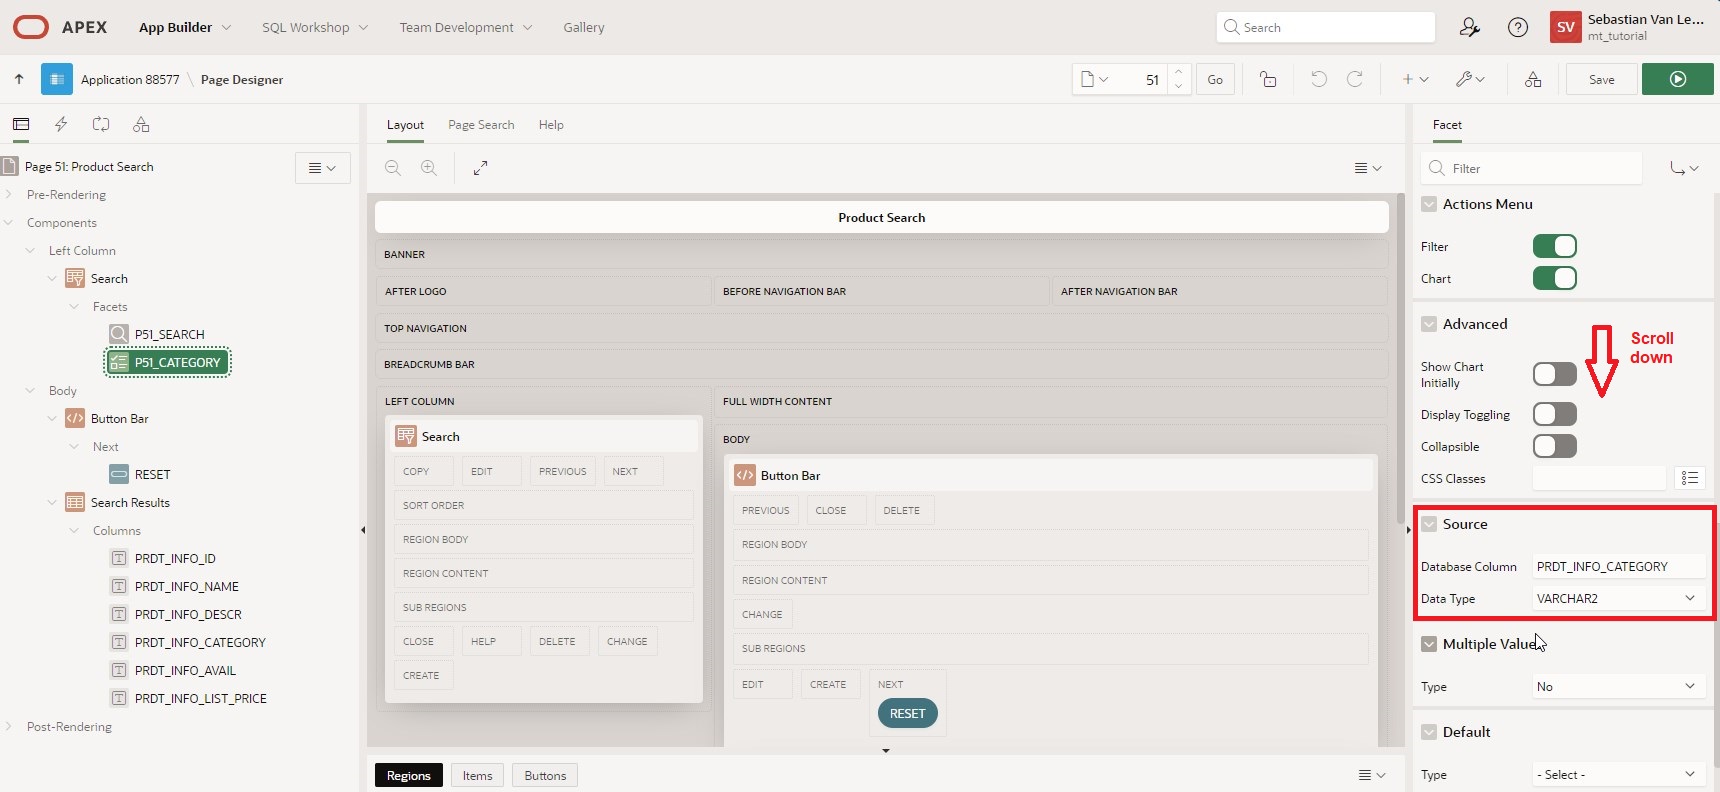 APEX
App Builder
SQL Workshop
Team Development
Gallery
Search
SV
Sebastian Van Le...
mt_tutorial
Application 88577 \ Page Designer
51
Go
Save
Page 51: Product Search
Pre-Rendering
Components
Left Column
Search
Facets
P51_SEARCH
P51_CATEGORY
Body
Button Bar
Next
RESET
Search Results
Columns
PRDT_INFO_ID
PRDT_INFO_NAME
PRDT_INFO_DESCR
PRDT_INFO_CATEGORY
PRDT_INFO_AVAIL
PRDT_INFO_LIST_PRICE
Post-Rendering
Layout
Page Search
Help
Product Search
BANNER
AFTER LOGO
BEFORE NAVIGATION BAR
AFTER NAVIGATION BAR
TOP NAVIGATION
BREADCRUMB BAR
LEFT COLUMN
Search
COPY
EDIT
PREVIOUS
NEXT
SORT ORDER
REGION BODY
REGION CONTENT
SUB REGIONS
CLOSE
HELP
DELETE
CHANGE
CREATE
FULL WIDTH CONTENT
BODY
Button Bar
PREVIOUS
CLOSE
DELETE
REGION BODY
REGION CONTENT
CHANGE
SUB REGIONS
EDIT
CREATE
NEXT
RESET
Regions
Items
Buttons
Facet
Filter
Actions Menu
Filter
Chart
Advanced
Scroll
down
Show Chart
Initially
Display Toggling
Collapsible
CSS Classes
Source
Database Column
PRDT_INFO_CATEGORY
Data Type
VARCHAR2
Multiple Value
Type
No
Default
Type
- Select -